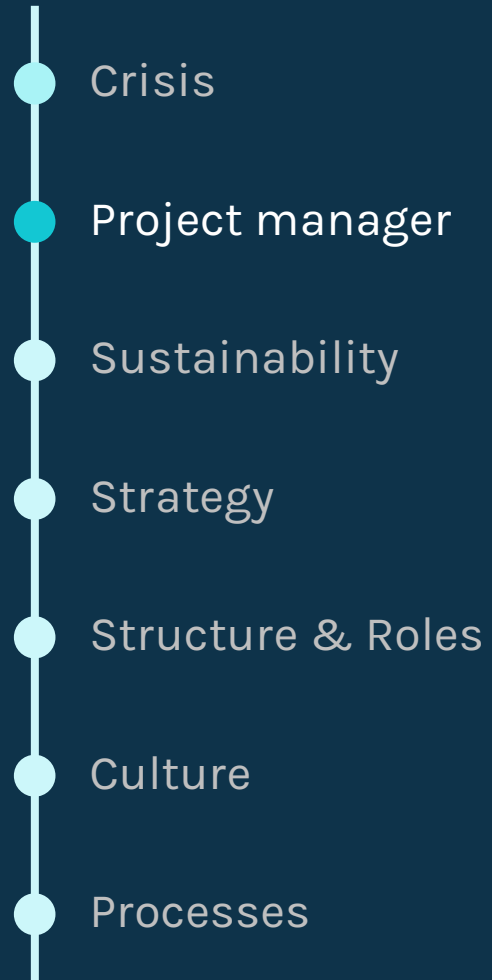 Crisis
Project manager
Sustainability
Strategy
Structure & Roles
Culture
Processes